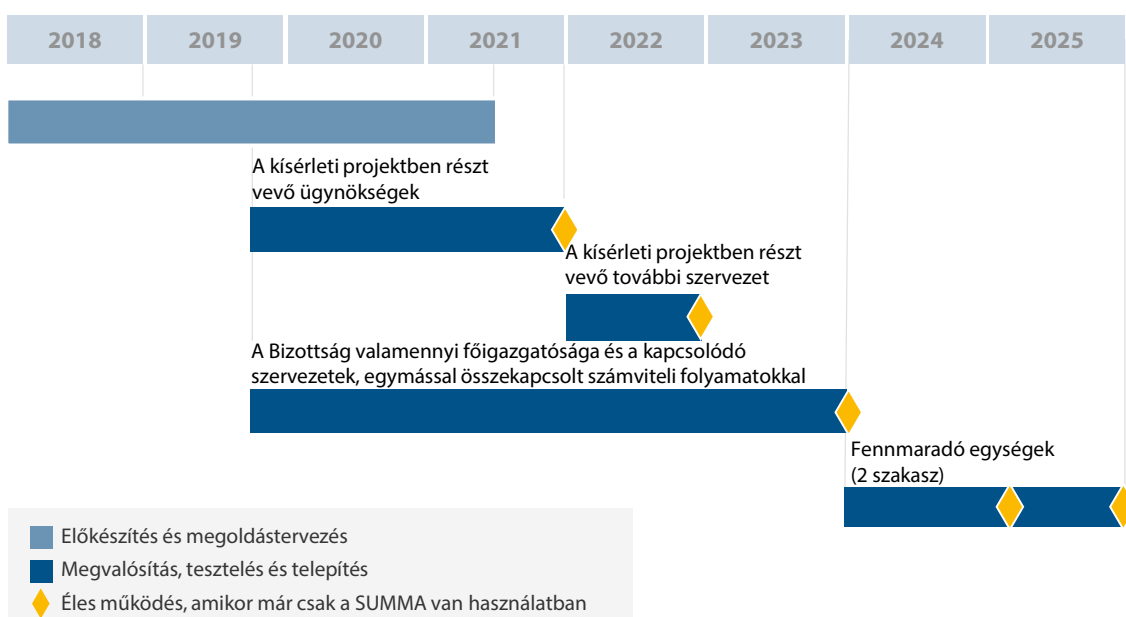 2018 2019 2020 2021 2022 2023 2024 2025
A kísérleti projektben részt
vevő ügynökségek
A kísérleti projektben részt
vevő további szervezet
A Bizottság valamennyi főigazgatósága és a kapcsolódó
szervezetek, egymással összekapcsolt számviteli folyamatokkal
Fennmaradó egységek
(2 szakasz)
Előkészítés és megoldástervezés
Megvalósítás, tesztelés és telepítés
Éles működés, amikor már csak a SUMMA van használatban